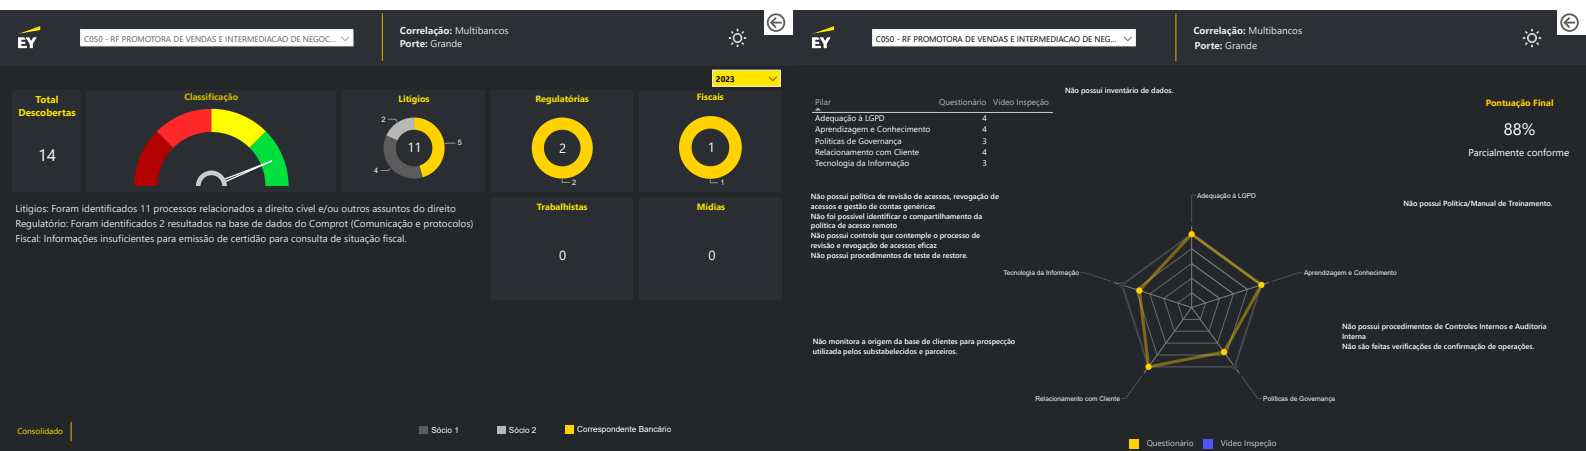 EY
C050 - RF PROMOTORA DE VENDAS E INTERMEDIACAO DE NEGOC...
Correlação: Multibancos
Porte: Grande
2023
Total
Descobertas
14
Classificação
Litígios
2
11
5
4
Regulatórias
2
2
Fiscais
1
1
Litígios: Foram identificados 11 processos relacionados a direito cível e/ou outros assuntos do direito
Regulatório: Foram identificados 2 resultados na base de dados do Comprot (Comunicação e protocolos)
Fiscal: Informações insuficientes para emissão de certidão para consulta de situação fiscal.
Trabalhistas
0
Mídias
0
Consolidado
Sócio 1
Sócio 2
Correspondente Bancário
EY
C050 - RF PROMOTORA DE VENDAS E INTERMEDIACAO DE NEG...
Correlação: Multibancos
Porte: Grande
Não possui inventário de dados.
Pilar Questionário Video Inspeção
Adequação à LGPD 4
Aprendizagem e Conhecimento 4
Políticas de Governança 3
Relacionamento com Cliente 4
Tecnologia da Informação 3
Pontuação Final
88%
Parcialmente conforme
Não possui política de revisão de acessos, revogação de
acessos e gestão de contas genéricas
Não foi possível identificar o compartilhamento da
política de acesso remoto
Não possui controle que contemple o processo de
revisão e revogação de acessos eficaz
Não possui procedimentos de teste de restore.
Adequação à LGPD
Não possui Política/Manual de Treinamento.
Tecnologia da Informação
Aprendizagem e Conhecimento
Não possui procedimentos de Controles Internos e Auditoria
Interna
Não são feitas verificações de confirmação de operações.
Não monitora a origem da base de clientes para prospecção
utilizada pelos substabelecidos e parceiros.
Relacionamento com Cliente
Políticas de Governança
Questionário
Video Inspeção